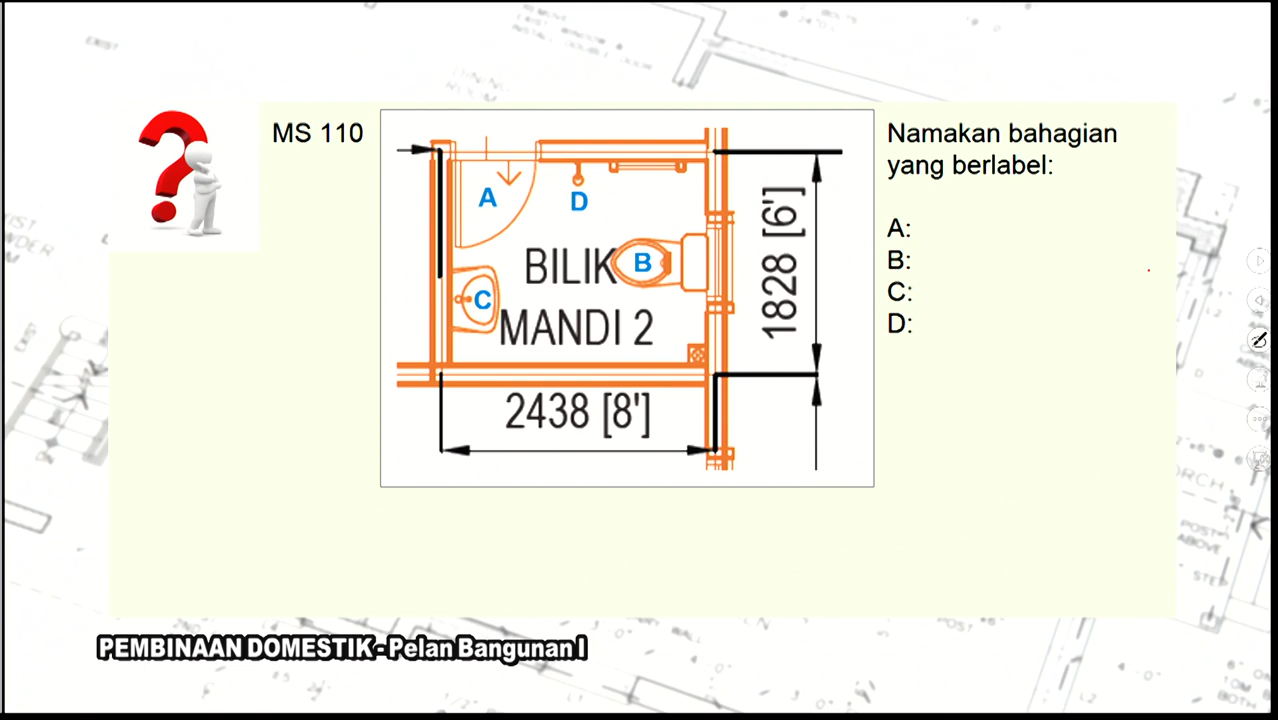 MS 110
Namakan bahagian
yang berlabel:
A:
B:
C:
D:
A
D
B
C
BILIK
MANDI 2
1828 [6']
2438 [8']
PEMBINAAN DOMESTIK - Pelan Bangunan I